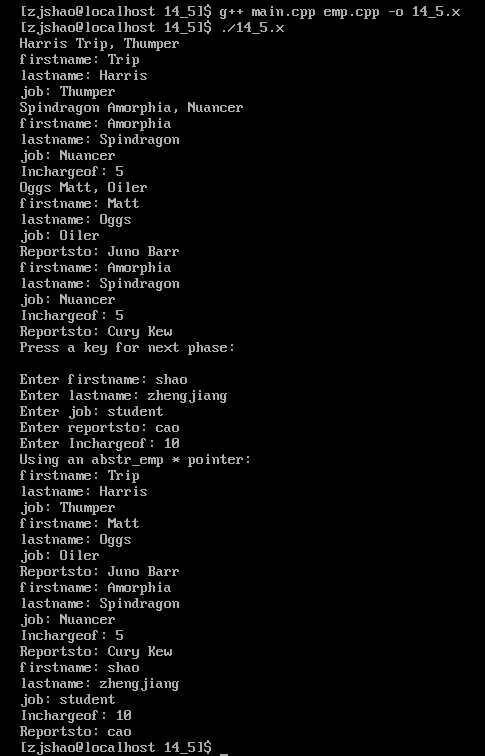 [zjshao@localhost 14_5]$ g++ main.cpp emp.cpp -o 14_5.x
[zjshao@localhost 14_5]$ ./14_5.x
Harris Trip, Thumper
firstname: Trip
lastname: Harris
job: Thumper
Spindragon Amorphia, Nuancer
firstname: Amorphia
lastname: Spindragon
job: Nuancer
Inchargeof: 5
Oggs Matt, Oiler
firstname: Matt
lastname: Oggs
job: Oiler
Reportsto: Juno Barr
firstname: Amorphia
lastname: Spindragon
job: Nuancer
Inchargeof: 5
Reportsto: Cury Kew
Press a key for next phase:
Enter firstname: shao
Enter lastname: zhengjiang
Enter job: student
Enter reportsto: cao
Enter Inchargeof: 10
Using an abstr_emp * pointer:
firstname: Trip
lastname: Harris
job: Thumper
firstname: Matt
lastname: Oggs
job: Oiler
Reportsto: Juno Barr
firstname: Amorphia
lastname: Spindragon
job: Nuancer
Inchargeof: 5
Reportsto: Cury Kew
firstname: shao
lastname: zhengjiang
job: student
Inchargeof: 10
Reportsto: cao
[zjshao@localhost 14_5]$ _